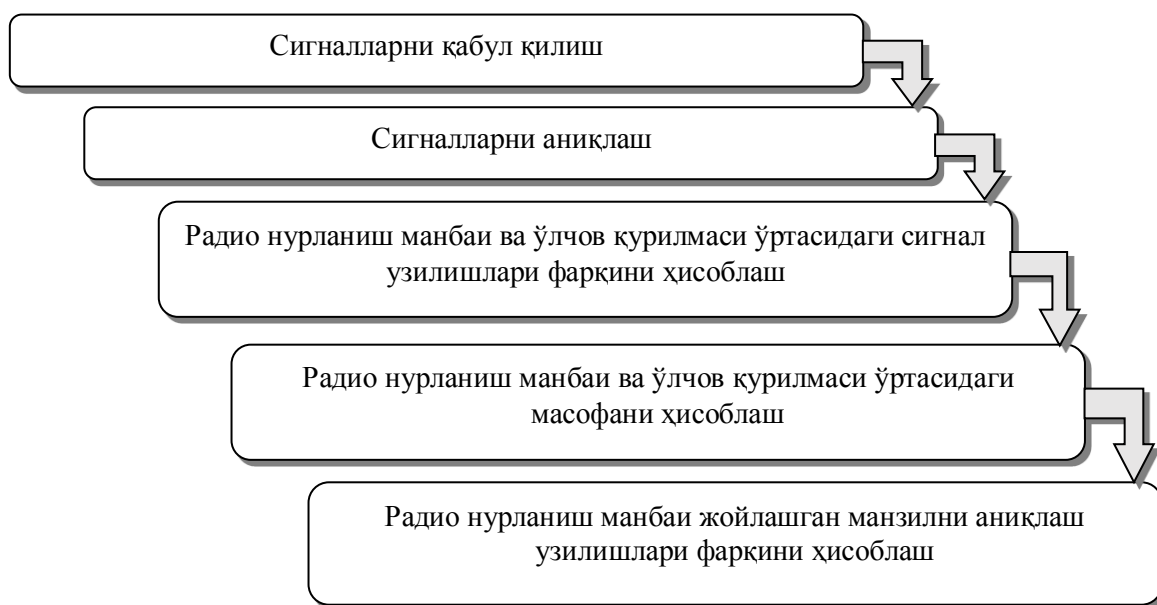 Сигналларни қабул қилиш
Сигналларни аниқлаш
Радио нурланиш манбаи ва ўлчов қурилмаси ўртасидаги сигнал
узилишлари фарқини ҳисоблаш
Радио нурланиш манбаи ва ўлчов қурилмаси ўртасидаги
масофани ҳисоблаш
Радио нурланиш манбаи жойлашган манзилни аниқлаш
узилишлари фарқини ҳисоблаш